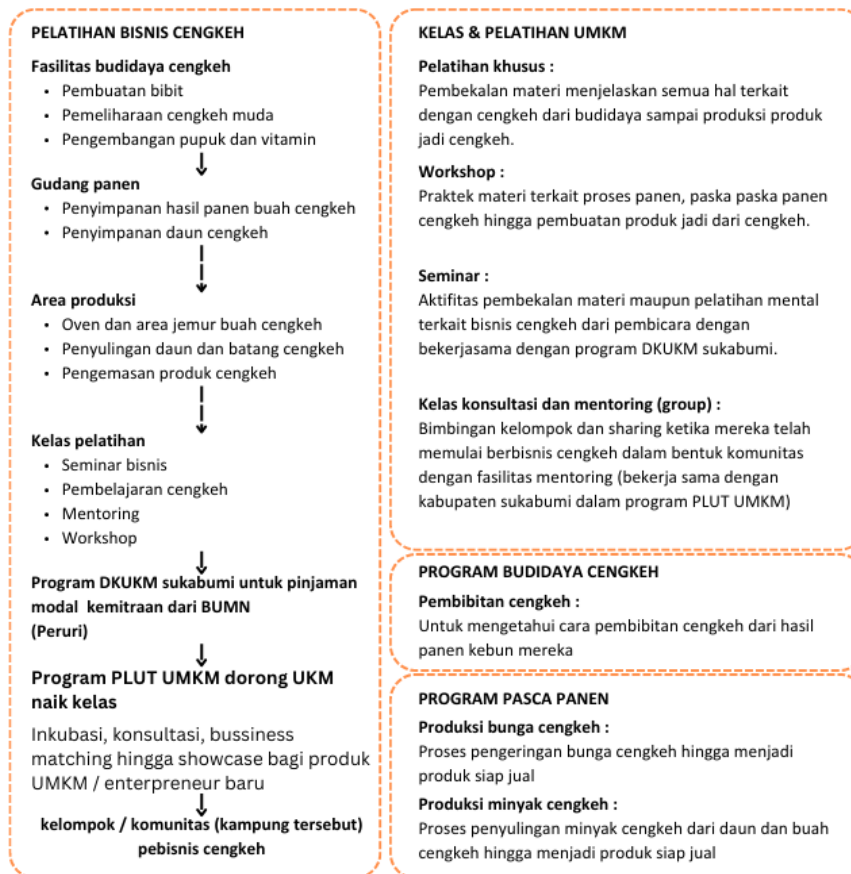 PELATIHAN BISNIS CENGKEH
Fasilitas budidaya cengkeh
• Pembuatan bibit
• Pemeliharaan cengkeh muda
• Pengembangan pupuk dan vitamin
Gudang panen
• Penyimpanan hasil panen buah cengkeh
• Penyimpanan daun cengkeh
Area produksi
• Oven dan area jemur buah cengkeh
• Penyulingan daun dan batang cengkeh
• Pengemasan produk cengkeh
Kelas pelatihan
• Seminar bisnis
• Pembelajaran cengkeh
• Mentoring
• Workshop
Program DKUKM sukabumi untuk pinjaman
modal kemitraan dari BUMN
(Peruri)
Program PLUT UMKM dorong UKM
naik kelas
Inkubasi, konsultasi, bussiness
matching hingga showcase bagi produk
UMKM / enterpreneur baru
kelompok / komunitas (kampung tersebut)
pebisnis cengkeh
KELAS & PELATIHAN UMKM
Pelatihan khusus :
Pembekalan materi menjelaskan semua hal terkait
dengan cengkeh dari budidaya sampai produksi produk
jadi cengkeh.
Workshop :
Praktek materi terkait proses panen, paska paska panen
cengkeh hingga pembuatan produk jadi dari cengkeh.
Seminar :
Aktifitas pembekalan materi maupun pelatihan mental
terkait bisnis cengkeh dari pembicara dengan
bekerjasama dengan program DKUKM sukabumi.
Kelas konsultasi dan mentoring (group) :
Bimbingan kelompok dan sharing ketika mereka telah
memulai berbisnis cengkeh dalam bentuk komunitas
dengan fasilitas mentoring (bekerja sama dengan
kabupaten sukabumi dalam program PLUT UMKM)
PROGRAM BUDIDAYA CENGKEH
Pembibitan cengkeh :
Untuk mengetahui cara pembibitan cengkeh dari hasil
panen kebun mereka
PROGRAM PASCA PANEN
Produksi bunga cengkeh :
Proses pengeringan bunga cengkeh hingga menjadi
produk siap jual
Produksi minyak cengkeh :
Proses penyulingan minyak cengkeh dari daun dan buah
cengkeh hingga menjadi produk siap jual